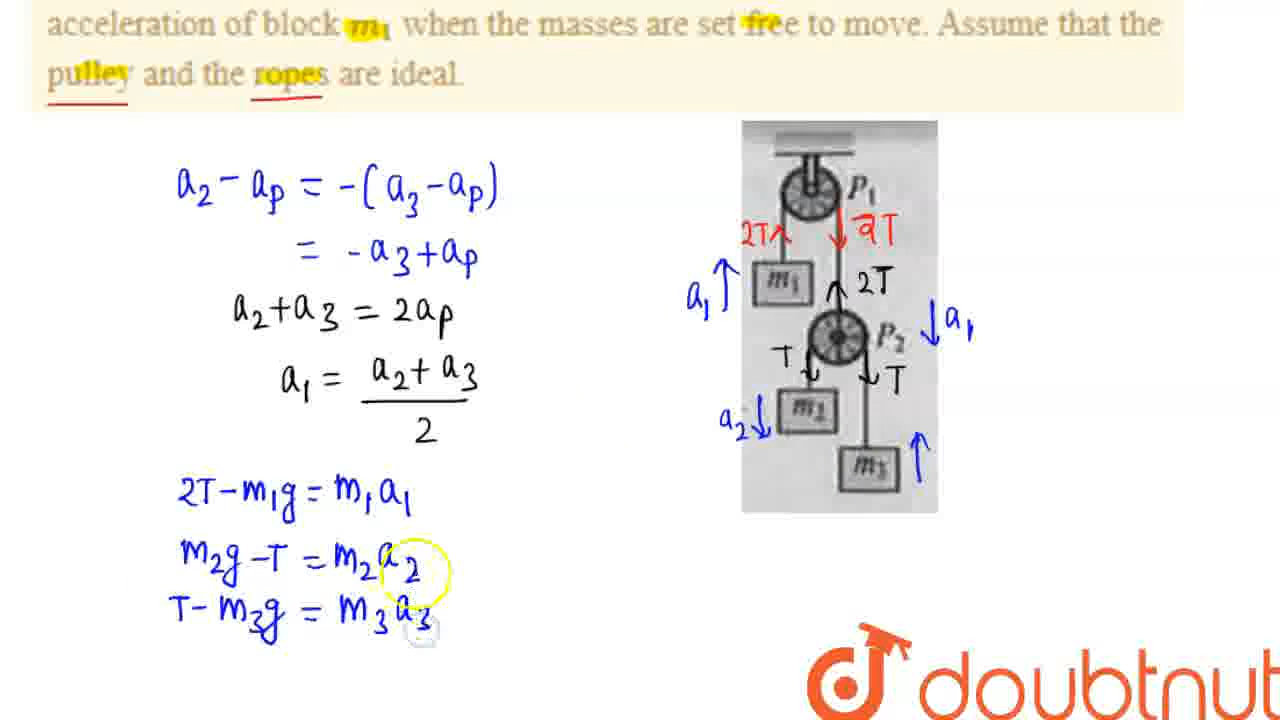 acceleration of block m1 when the masses are set free to move. Assume that the
pulley and the ropes are ideal.
a2 - ap = -(a3 - ap)
= -a3 + ap
a2 + a3 = 2ap
a1 = a2 + a3
2
2T - m1g = m1a1
m2g - T = m2a2
T - m3g = m3a3
P1
2T
2T
m1
a1
2T
P2
a1
T
T
m2
a2
m3
doubtnut